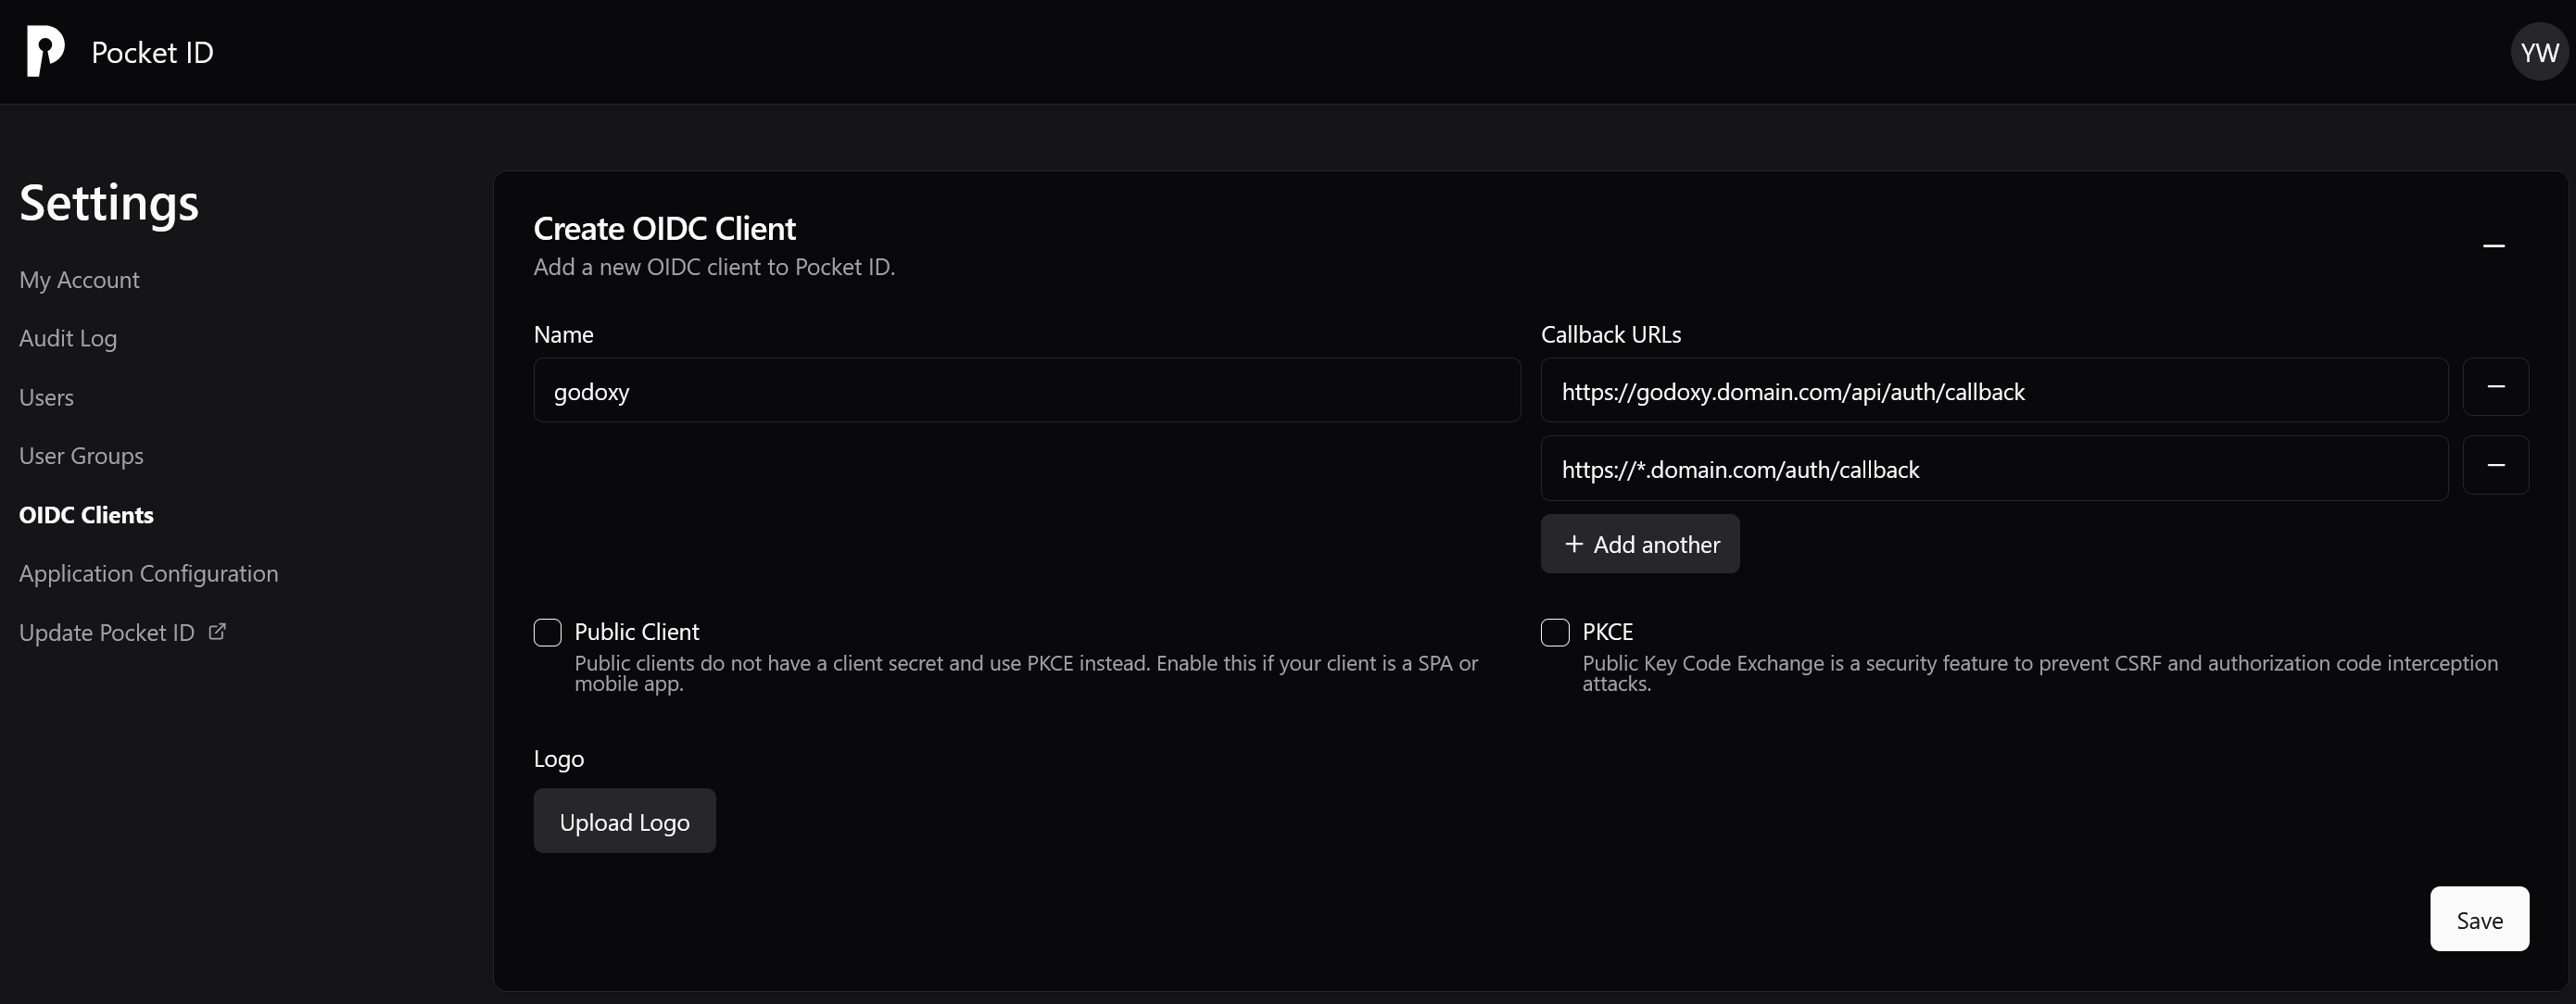 Pocket ID
YW
Settings
My Account
Audit Log
Users
User Groups
OIDC Clients
Application Configuration
Update Pocket ID
Create OIDC Client
Add a new OIDC client to Pocket ID.
Name
godoxy
Callback URLs
https://godoxy.domain.com/api/auth/callback
https://*.domain.com/auth/callback
Add another
Public Client
Public clients do not have a client secret and use PKCE instead. Enable this if your client is a SPA or
mobile app.
PKCE
Public Key Code Exchange is a security feature to prevent CSRF and authorization code interception
attacks.
Logo
Upload Logo
Save